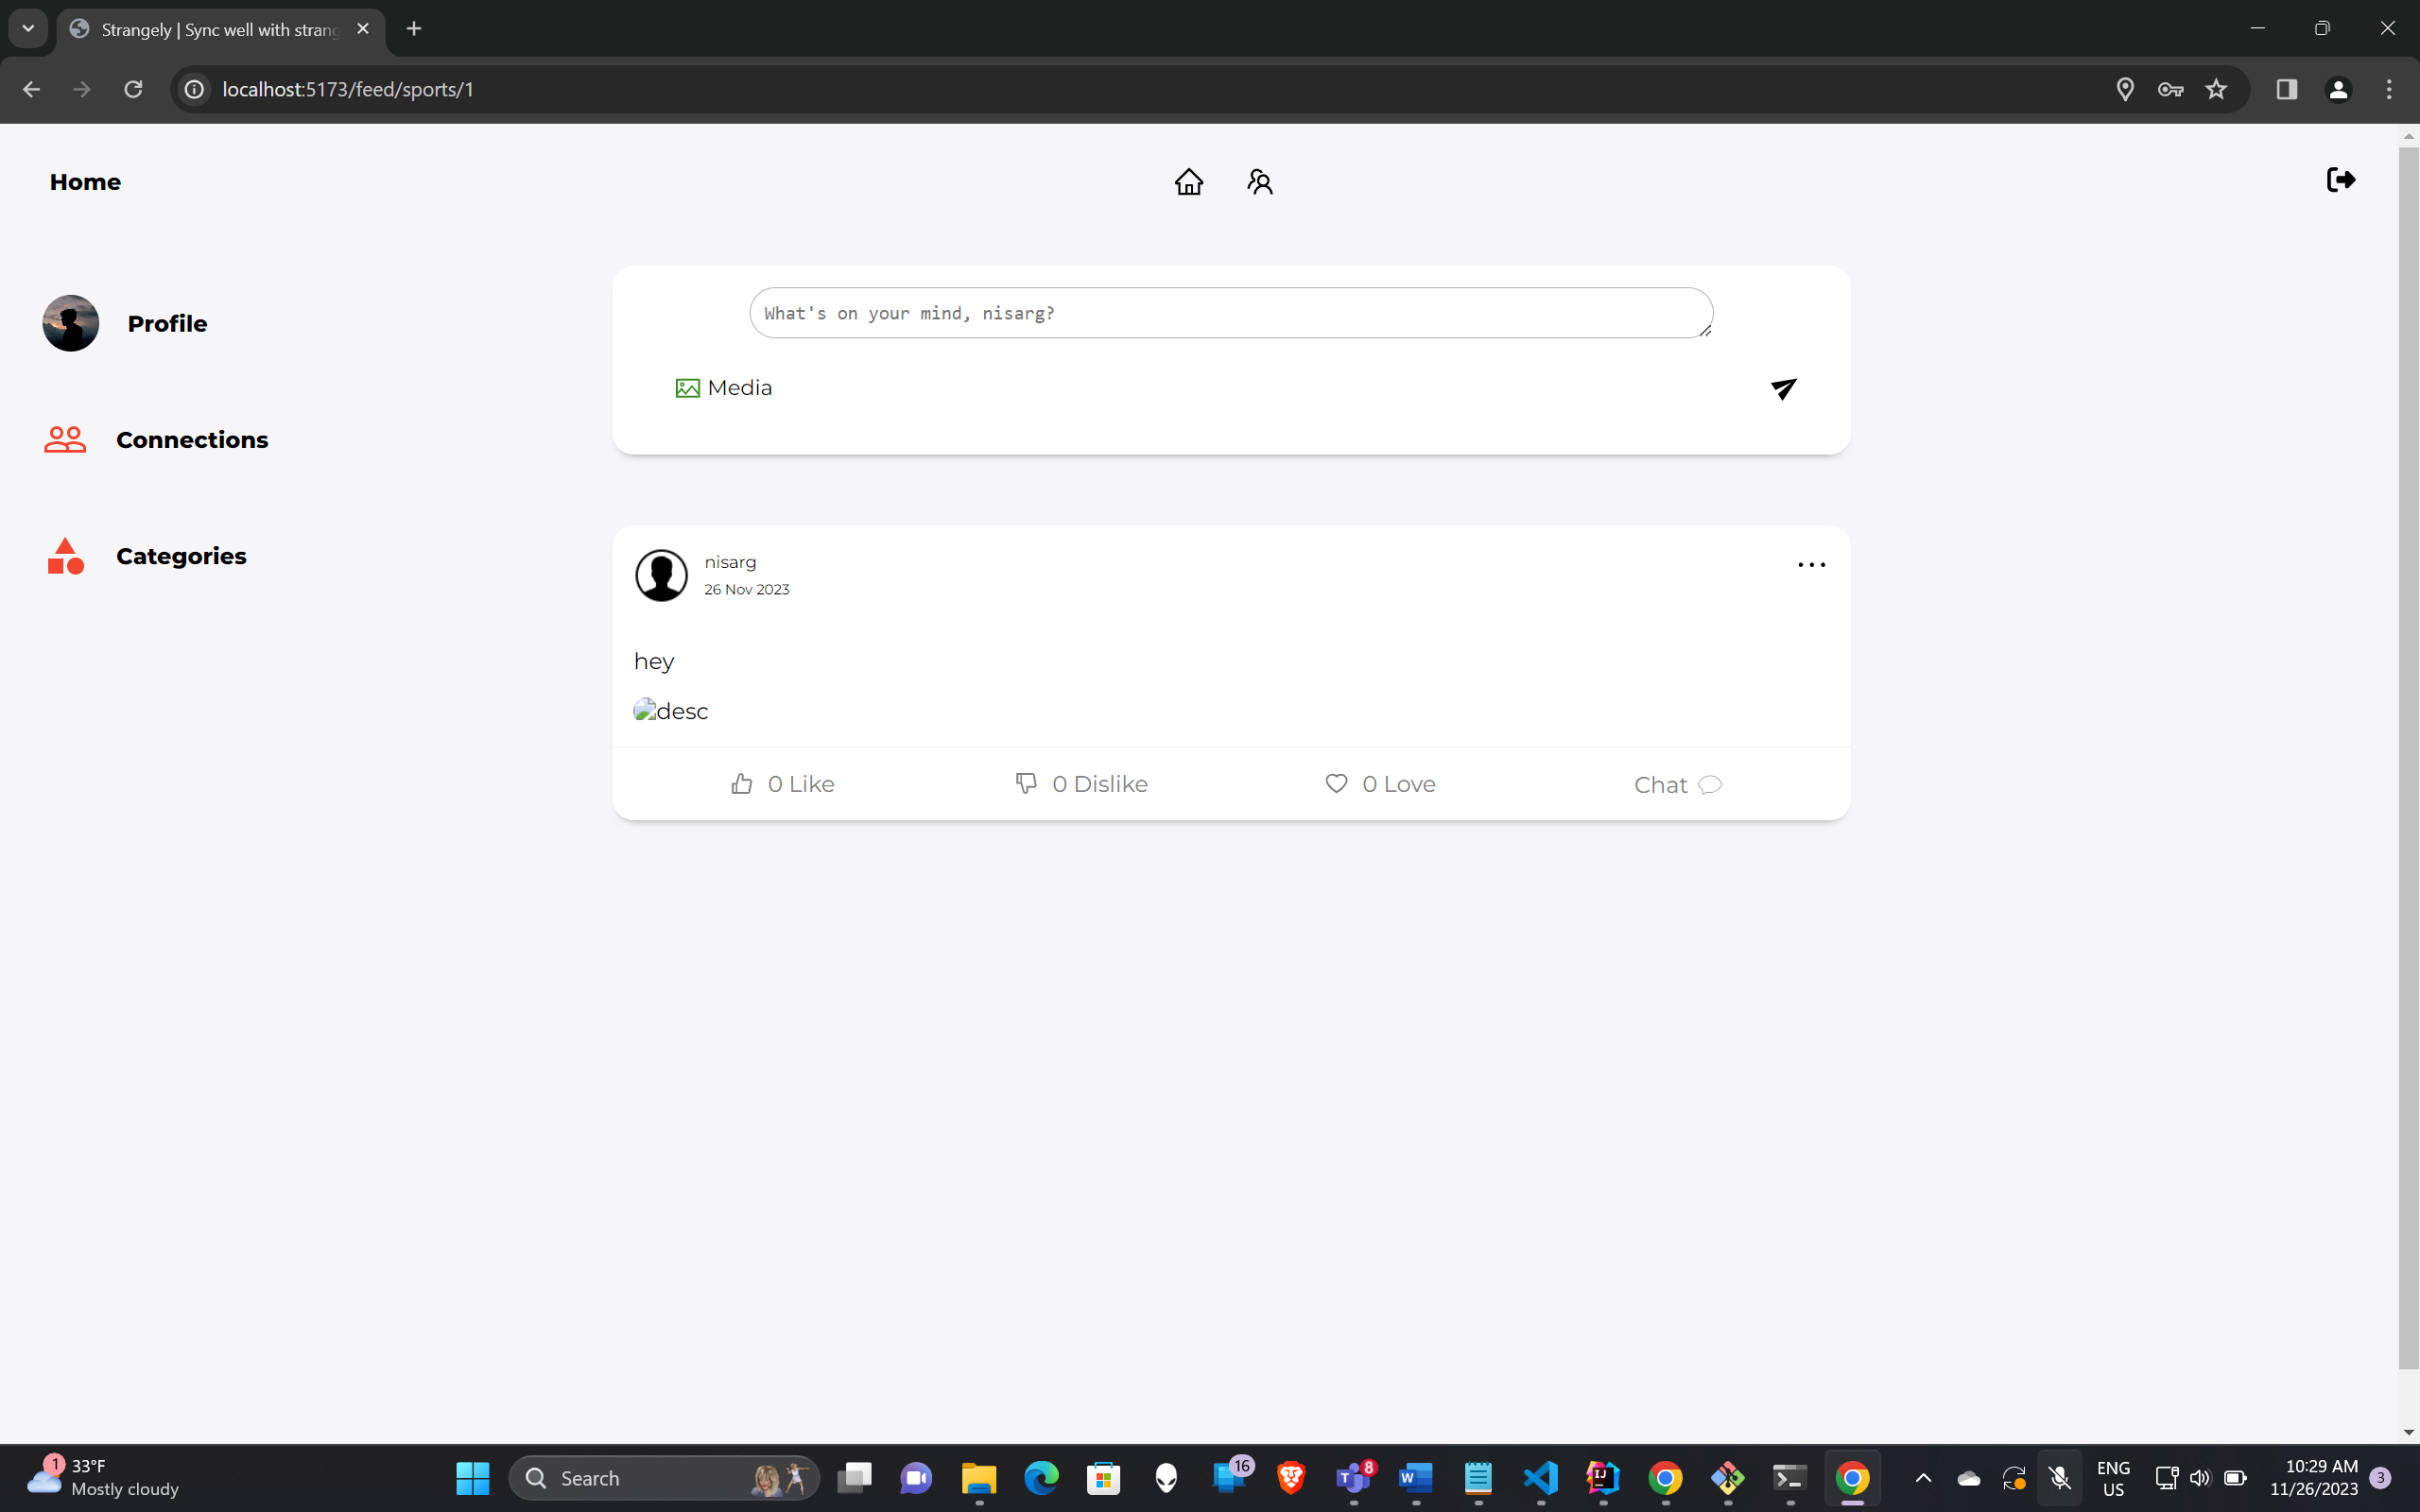 Strangely | Sync well with strang
localhost:5173/feed/sports/1
Home
Profile
Connections
Categories
What's on your mind, nisarg?
Media
nisarg
26 Nov 2023
hey
desc
0 Like
0 Dislike
0 Love
Chat
1
33°F
Mostly cloudy
Search
16
T
8
W
IJ
ENG
US
10:29 AM
11/26/2023
3